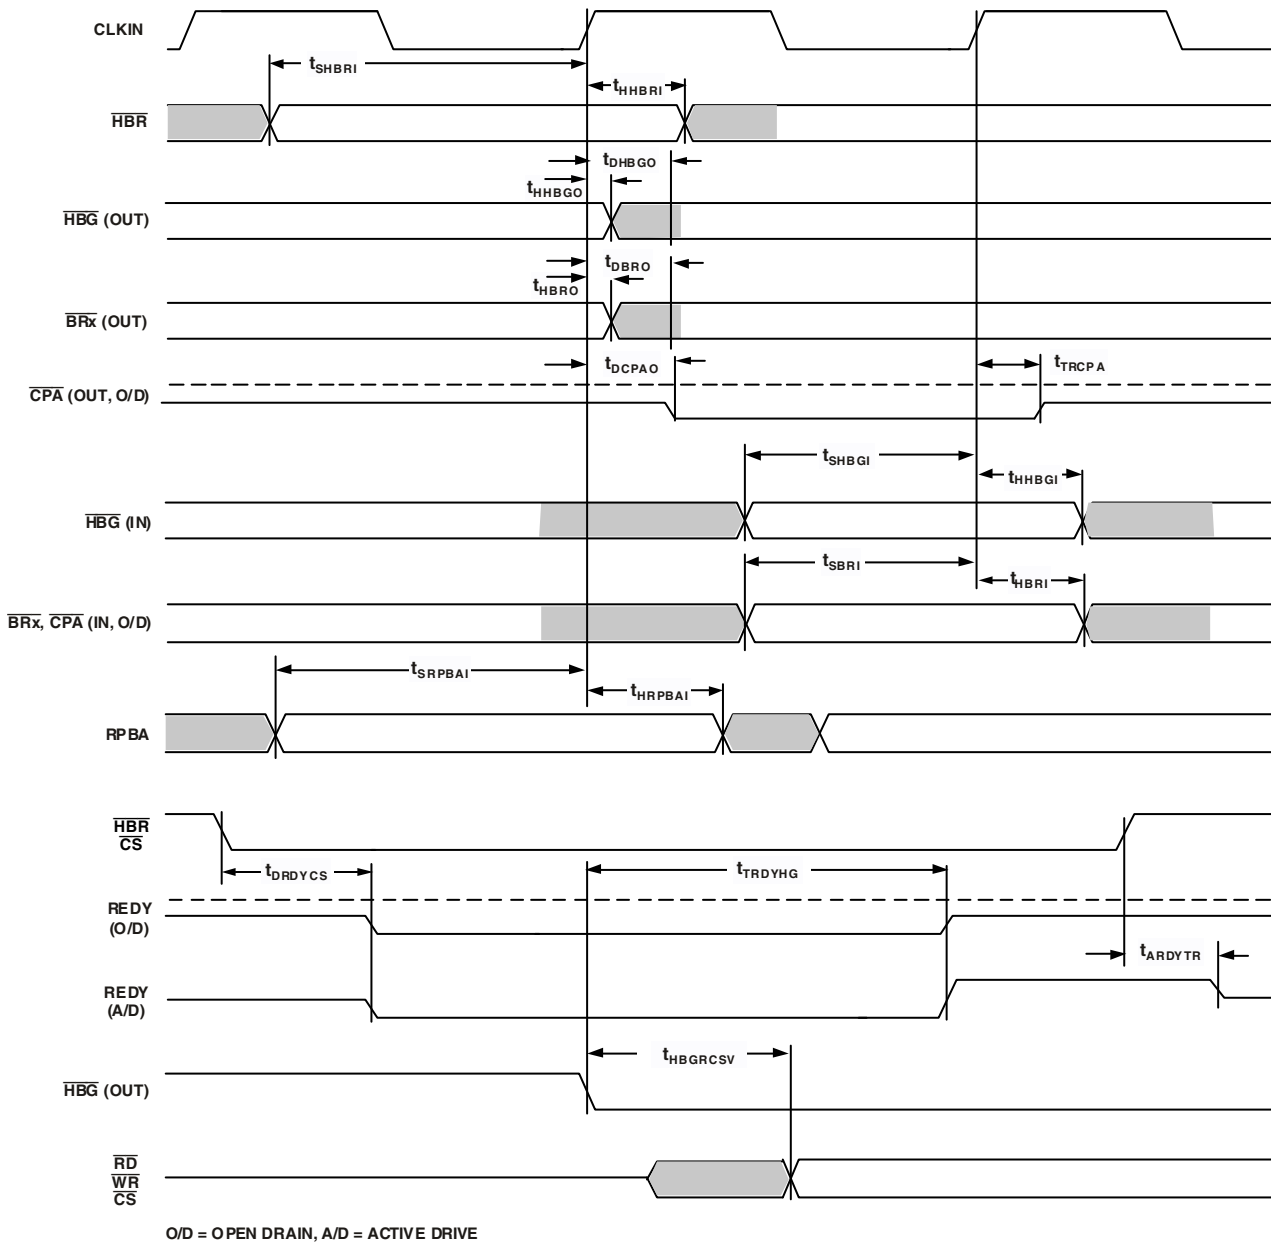 CLKIN
tSHBRI
tHHBRI
HBR
tDHBGO
tHHBGO
HBG (OUT)
tDBRO
tHBRO
BRx (OUT)
tDCPAO
tTRCPA
CPA (OUT, O/D)
tSHBGI
tHHBGI
HBG (IN)
tSBRI
tHBRI
BRx, CPA (IN, O/D)
tSRPBAI
tHRPBAI
RPBA
HBR
CS
tDRDYCS
tTRDYHG
REDY
(O/D)
tARDYTR
REDY
(A/D)
tHBGRCSV
HBG (OUT)
RD
WR
CS
O/D = OPEN DRAIN, A/D = ACTIVE DRIVE